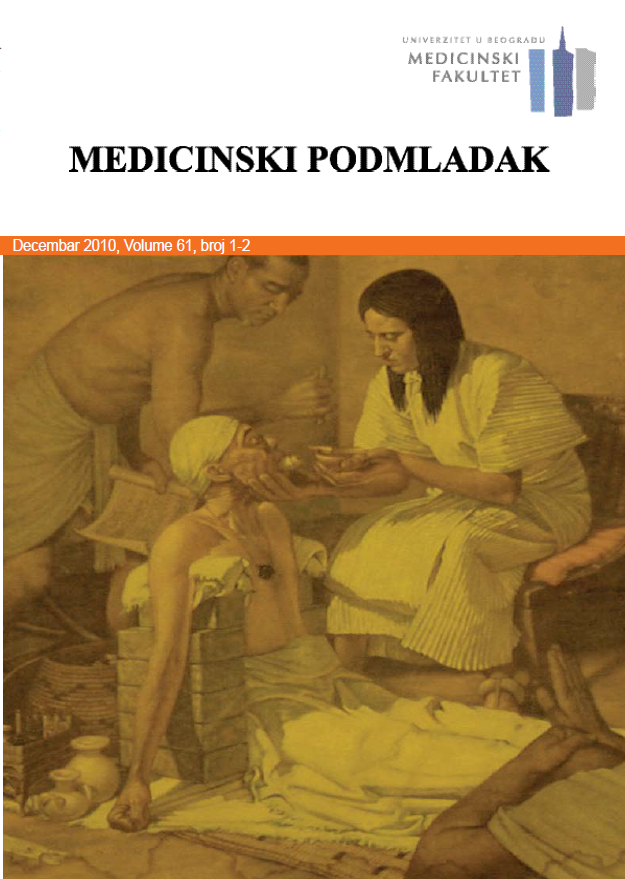 UNIVERZITET U BEOGRADU
MEDICINSKI
FAKULTET
MEDICINSKI PODMLADAK
Decembar 2010, Volume 61, broj 1-2